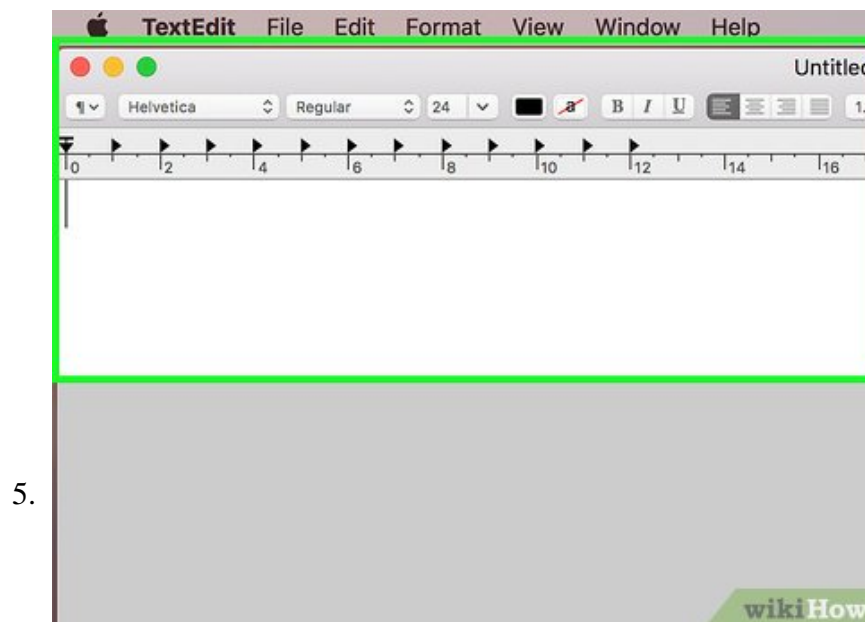 TextEdit File Edit Format View Window Help
Untitled
¶ Helvetica Regular 24 a B I U 1.
0 2 4 6 8 10 12 14 16
5.
wikiHow